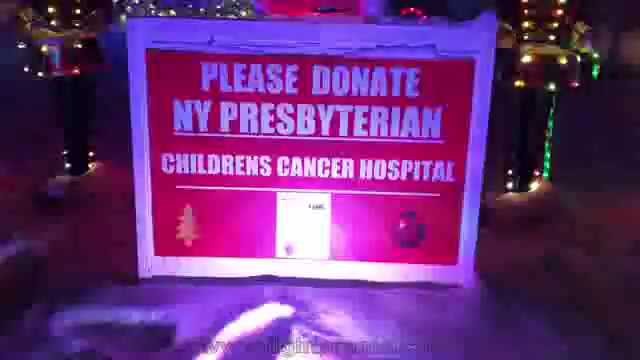 PLEASE DONATE
NY PRESBYTERIAN
CHILDRENS CANCER HOSPITAL